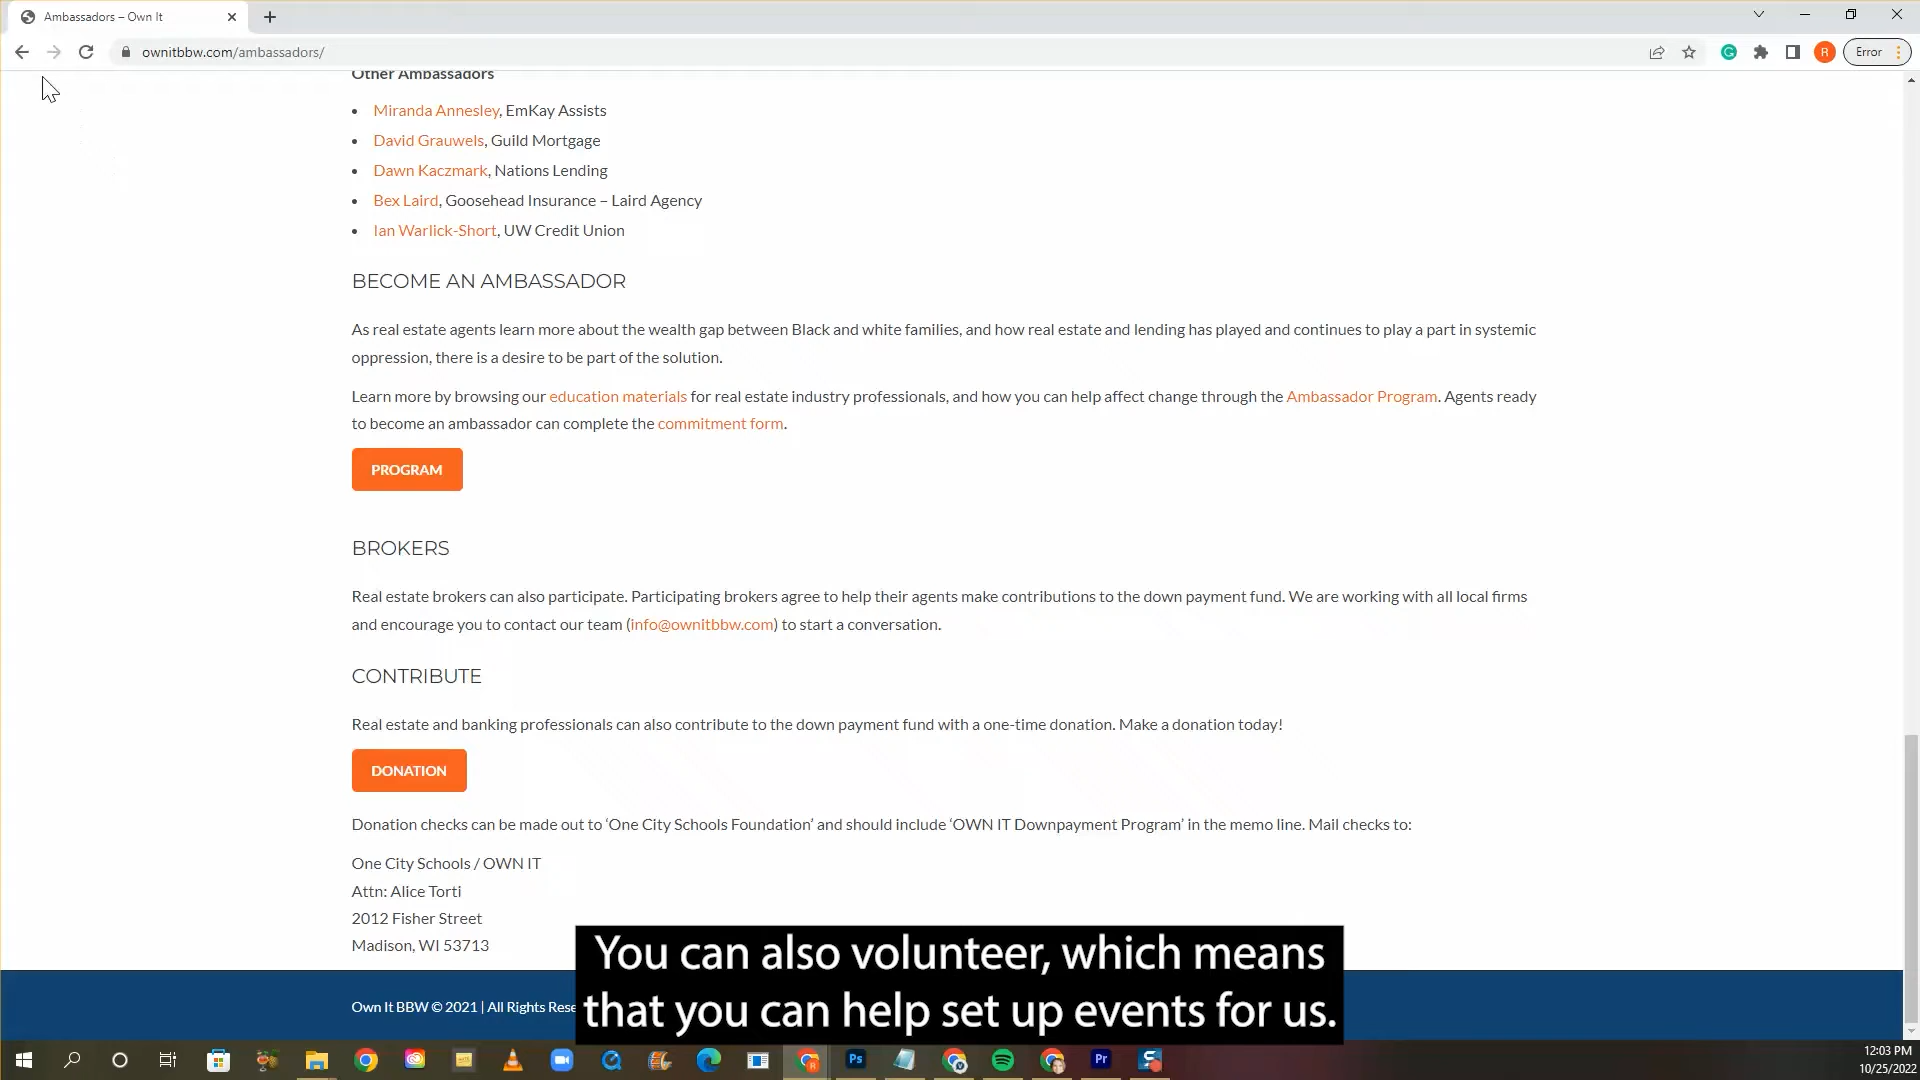 Ambassadors – Own It
ownitbbw.com/ambassadors/
R
Error
Other Ambassadors
Miranda Annesley, EmKay Assists
David Grauwels, Guild Mortgage
Dawn Kaczmark, Nations Lending
Bex Laird, Goosehead Insurance – Laird Agency
Ian Warlick-Short, UW Credit Union
BECOME AN AMBASSADOR
As real estate agents learn more about the wealth gap between Black and white families, and how real estate and lending has played and continues to play a part in systemic
oppression, there is a desire to be part of the solution.
Learn more by browsing our education materials for real estate industry professionals, and how you can help affect change through the Ambassador Program. Agents ready
to become an ambassador can complete the commitment form.
PROGRAM
BROKERS
Real estate brokers can also participate. Participating brokers agree to help their agents make contributions to the down payment fund. We are working with all local firms
and encourage you to contact our team (info@ownitbbw.com) to start a conversation.
CONTRIBUTE
Real estate and banking professionals can also contribute to the down payment fund with a one-time donation. Make a donation today!
DONATION
Donation checks can be made out to ‘One City Schools Foundation’ and should include ‘OWN IT Downpayment Program’ in the memo line. Mail checks to:
One City Schools / OWN IT
Attn: Alice Torti
2012 Fisher Street
Madison, WI 53713
You can also volunteer, which means
that you can help set up events for us.
Own It BBW © 2021 | All Rights Rese
Ps
Pr
12:03 PM
10/25/2022